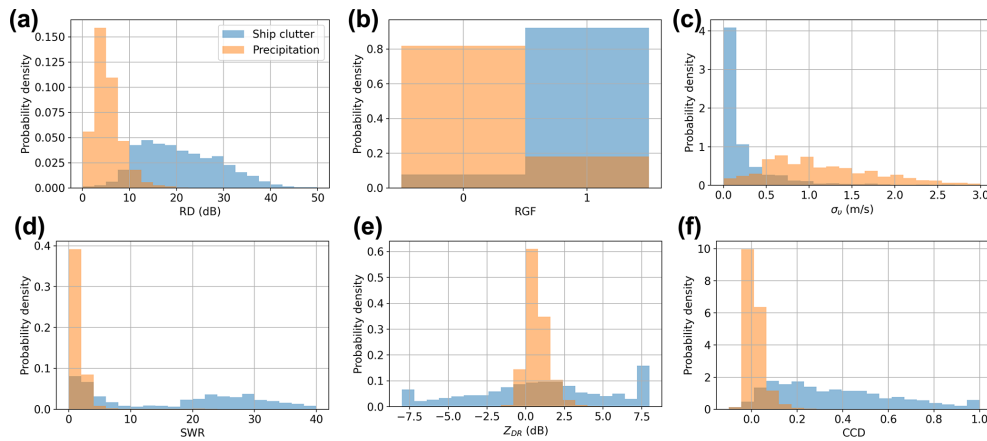 (a)
Probability density
0.150
0.125
0.100
0.075
0.050
0.025
0.000
Ship clutter
Precipitation
0 10 20 30 40 50
RD (dB)
(b)
Probability density
0.8
0.6
0.4
0.2
0.0
0 1
RGF
(c)
Probability density
4
3
2
1
0
0.0 0.5 1.0 1.5 2.0 2.5 3.0
σᵥ (m/s)
(d)
Probability density
0.4
0.3
0.2
0.1
0.0
0 10 20 30 40
SWR
(e)
Probability density
0.6
0.5
0.4
0.3
0.2
0.1
0.0
−7.5 −5.0 −2.5 0.0 2.5 5.0 7.5
Z_DR (dB)
(f)
Probability density
10
8
6
4
2
0
0.0 0.2 0.4 0.6 0.8 1.0
CCD